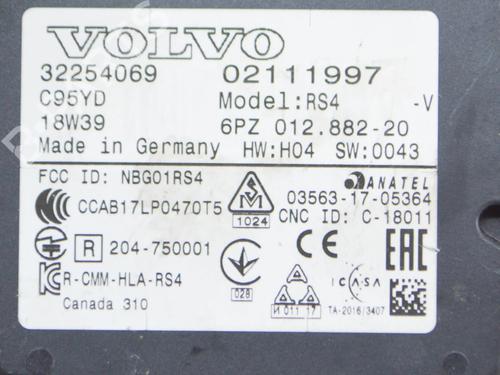 VOLVO
32254069 02111997
C95YD Model:RS4 -V
18W39 6PZ 012.882-20
Made in Germany HW:H04 SW:0043
FCC ID: NBG01RS4
ANATEL
CCAB17LP0470T5
1024
03563-17-05364
CNC ID: C-18011
R 204-750001
CE
EAC
R-CMM-HLA-RS4
028
ICASA
Canada 310
И 011 17
TA-2016/3407